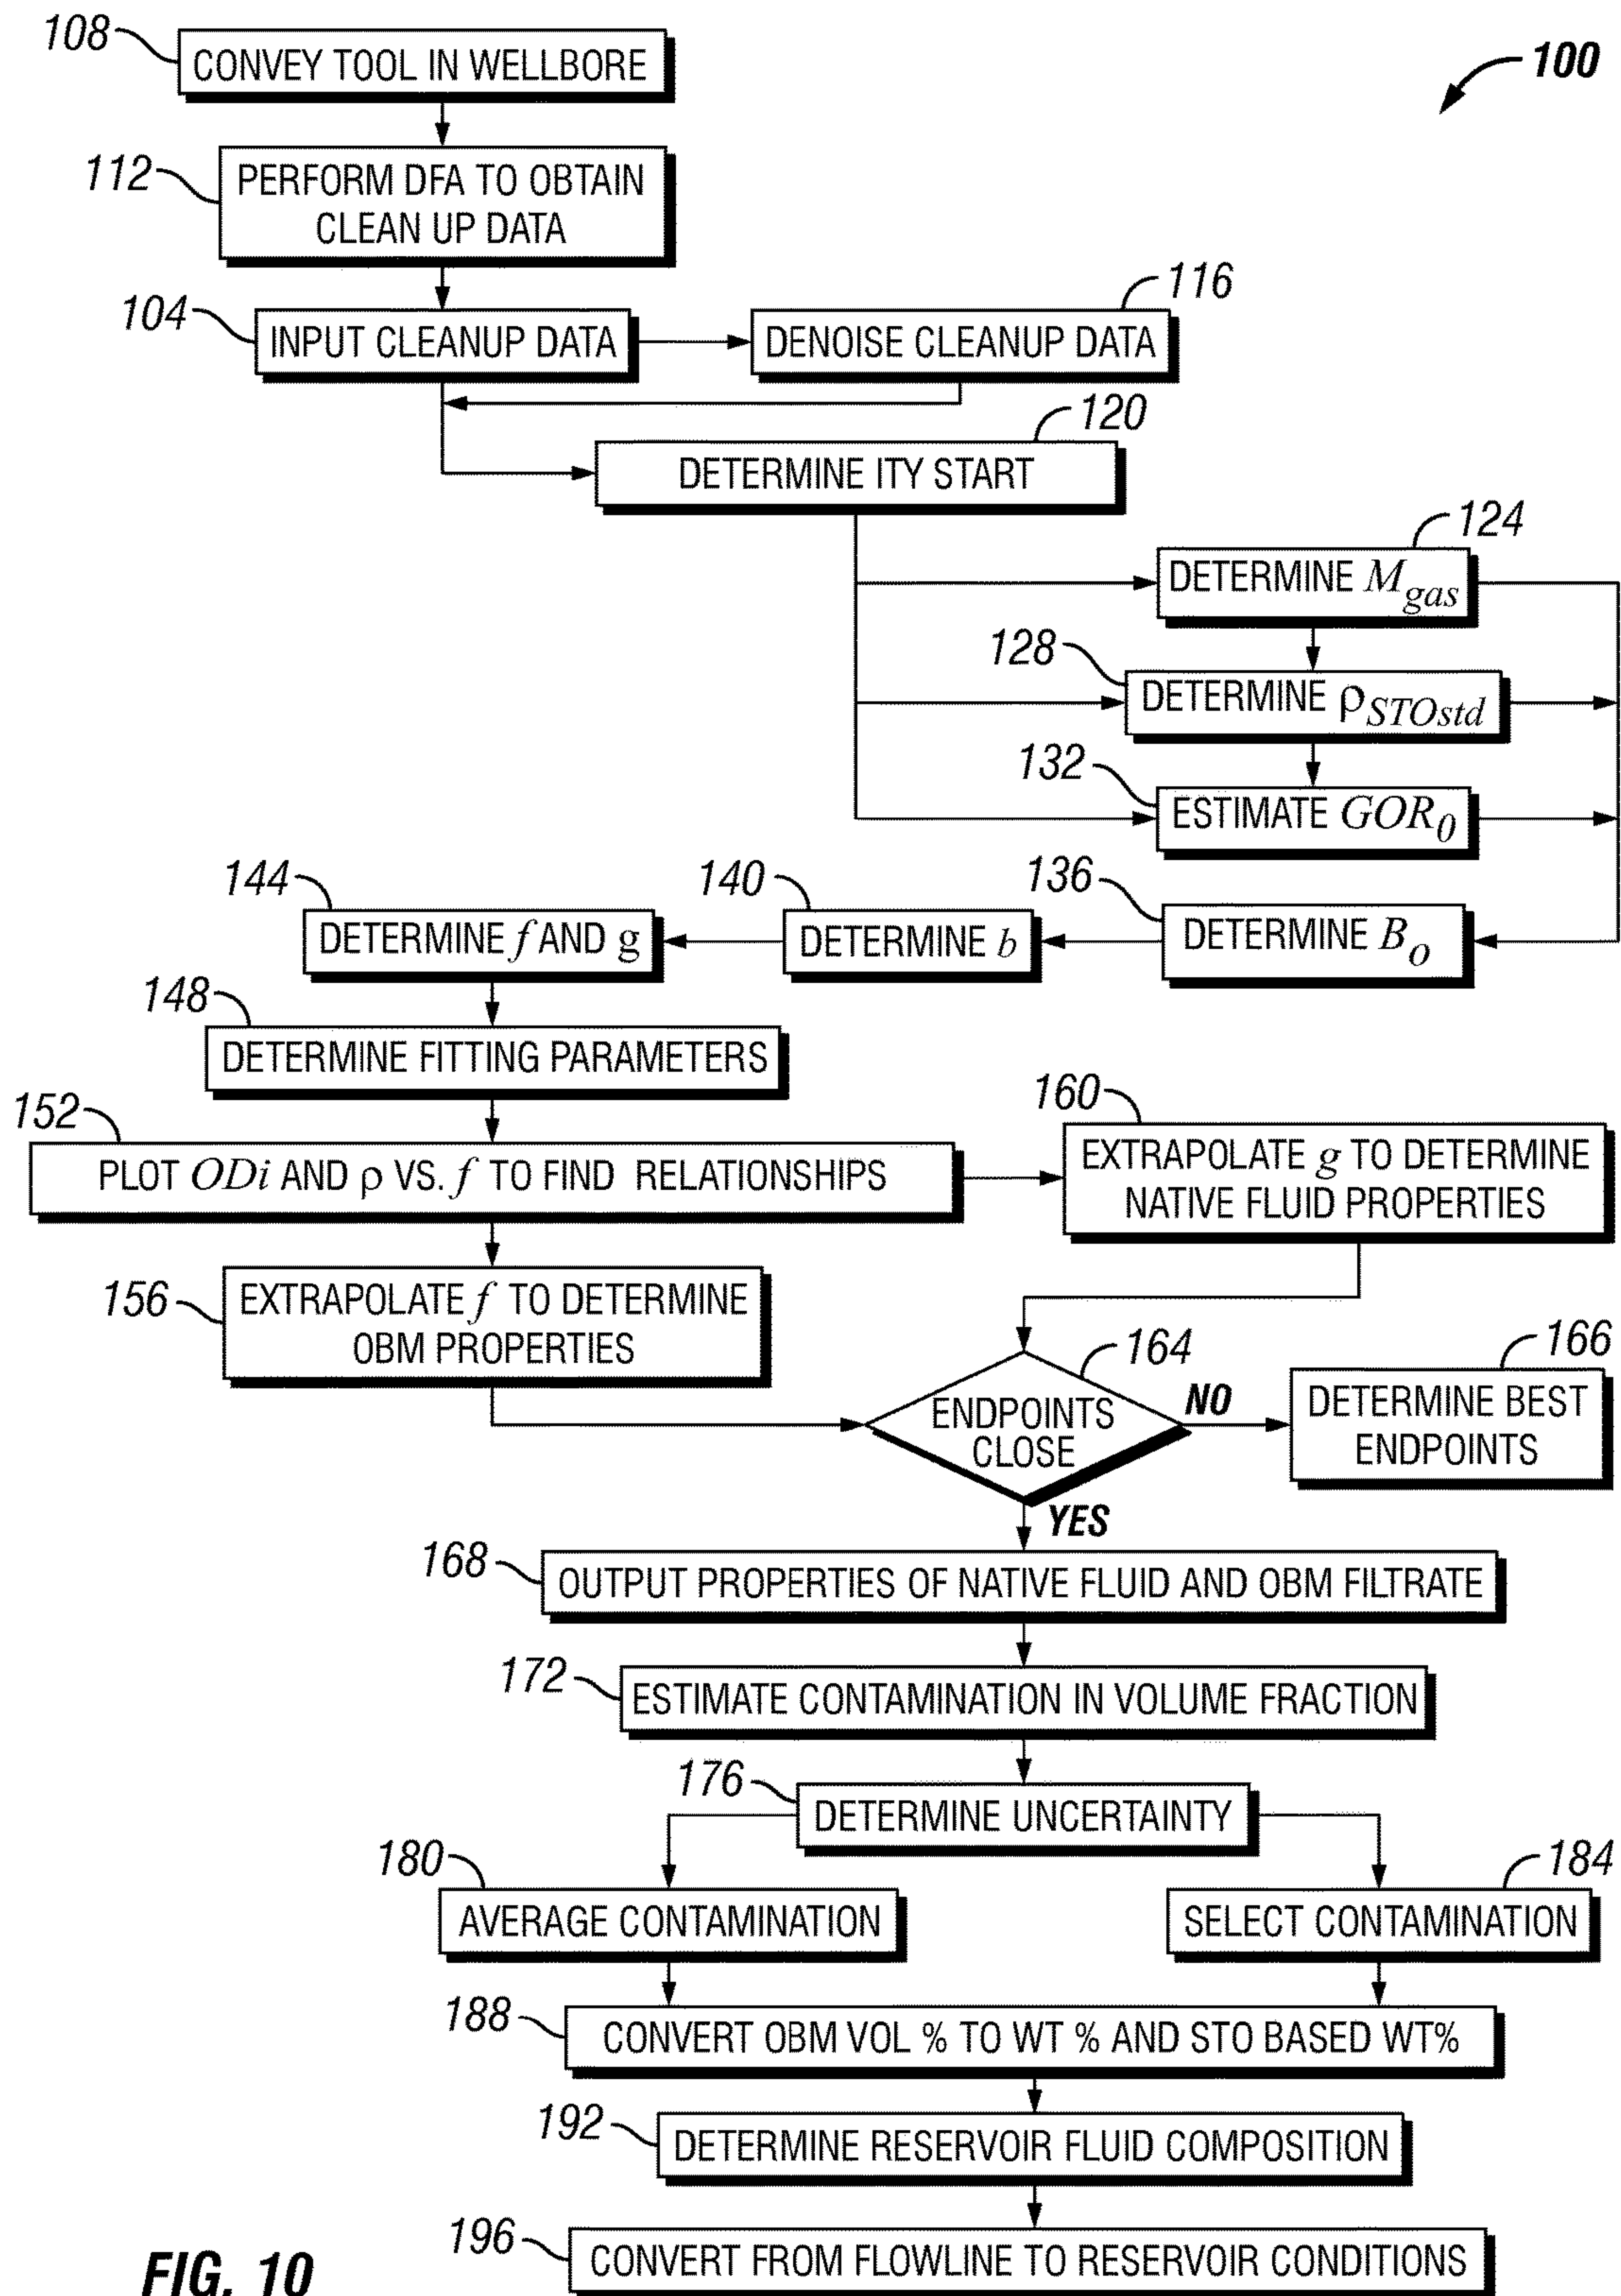 108
CONVEY TOOL IN WELLBORE
100
112
PERFORM DFA TO OBTAIN
CLEAN UP DATA
104
INPUT CLEANUP DATA
116
DENOISE CLEANUP DATA
120
DETERMINE ITY START
124
DETERMINE M_gas
128
DETERMINE ρ_STOstd
132
ESTIMATE GOR_0
136
DETERMINE B_o
140
DETERMINE b
144
DETERMINE f AND g
148
DETERMINE FITTING PARAMETERS
152
PLOT ODi AND ρ VS. f TO FIND RELATIONSHIPS
160
EXTRAPOLATE g TO DETERMINE
NATIVE FLUID PROPERTIES
156
EXTRAPOLATE f TO DETERMINE
OBM PROPERTIES
164
ENDPOINTS
CLOSE
NO
166
DETERMINE BEST
ENDPOINTS
YES
168
OUTPUT PROPERTIES OF NATIVE FLUID AND OBM FILTRATE
172
ESTIMATE CONTAMINATION IN VOLUME FRACTION
176
DETERMINE UNCERTAINTY
180
AVERAGE CONTAMINATION
184
SELECT CONTAMINATION
188
CONVERT OBM VOL % TO WT % AND STO BASED WT%
192
DETERMINE RESERVOIR FLUID COMPOSITION
196
CONVERT FROM FLOWLINE TO RESERVOIR CONDITIONS
FIG. 10